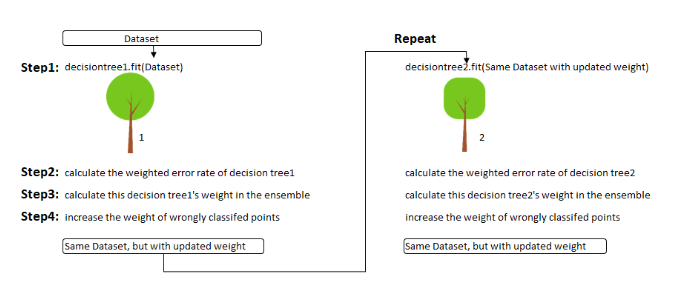 Dataset
Step1: decisiontree1.fit(Dataset)
1
Step2: calculate the weighted error rate of decision tree1
Step3: calculate this decision tree1's weight in the ensemble
Step4: increase the weight of wrongly classifed points
Same Dataset, but with updated weight
Repeat
decisiontree2.fit(Same Dataset with updated weight)
2
calculate the weighted error rate of decision tree2
calculate this decision tree2's weight in the ensemble
increase the weight of wrongly classifed points
Same Dataset, but with updated weight